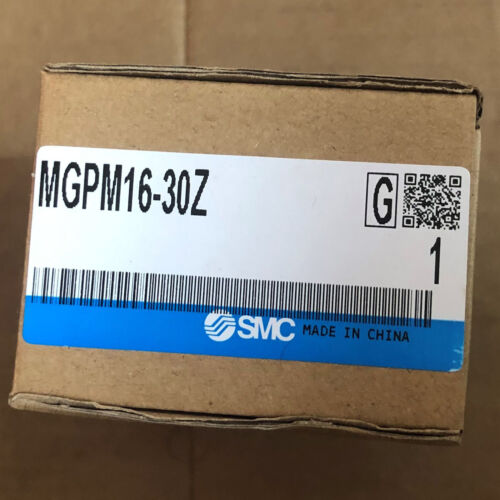 MGPM16-30Z
G
1
SMC MADE IN CHINA